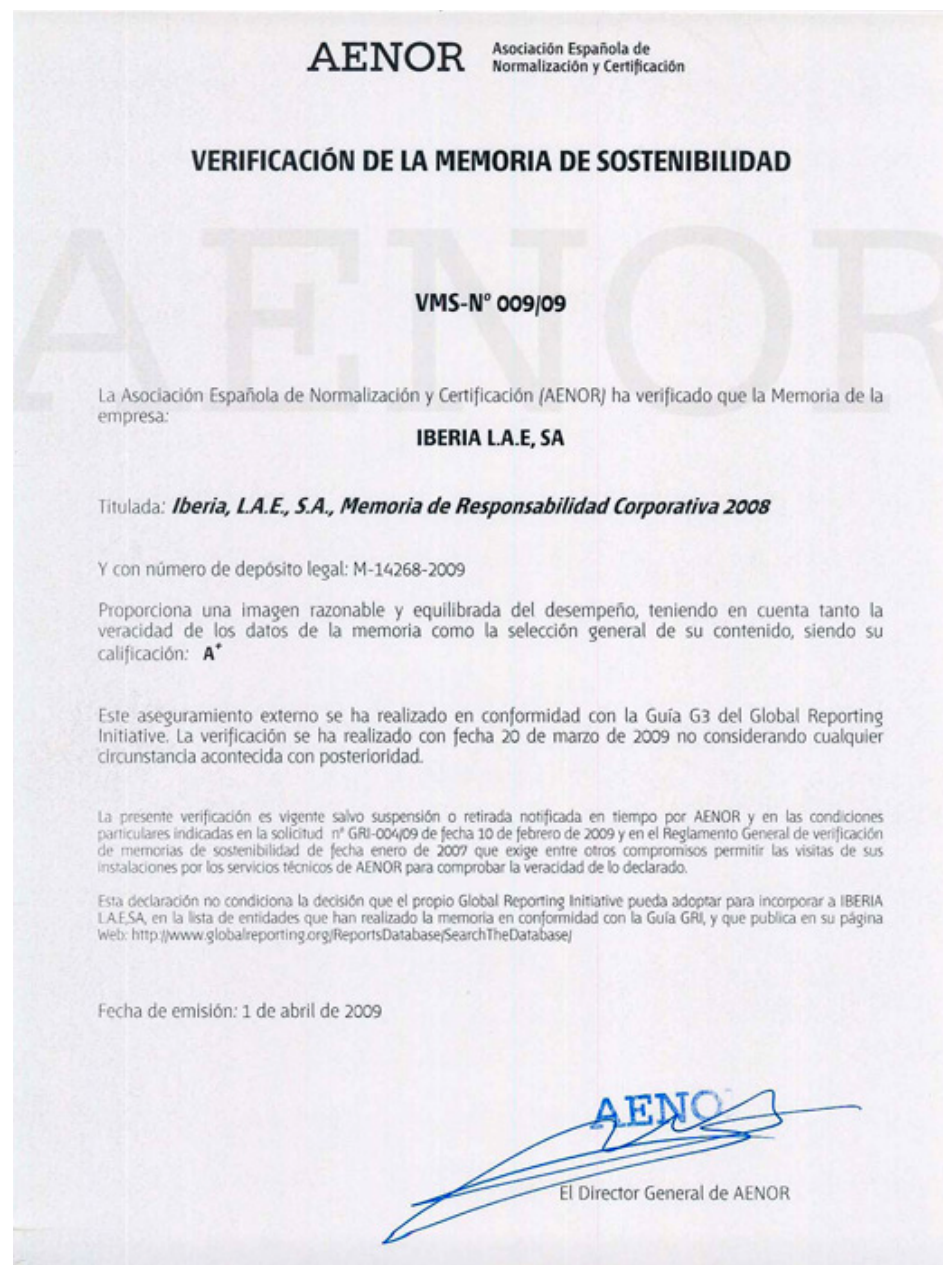 AENOR Asociación Española de
Normalización y Certificación
VERIFICACIÓN DE LA MEMORIA DE SOSTENIBILIDAD
AENOR
VMS-Nº 009/09
La Asociación Española de Normalización y Certificación (AENOR) ha verificado que la Memoria de la
empresa:
IBERIA L.A.E, SA
Titulada: Iberia, L.A.E., S.A., Memoria de Responsabilidad Corporativa 2008
Y con número de depósito legal: M-14268-2009
Proporciona una imagen razonable y equilibrada del desempeño, teniendo en cuenta tanto la
veracidad de los datos de la memoria como la selección general de su contenido, siendo su
calificación: A+
Este aseguramiento externo se ha realizado en conformidad con la Guía G3 del Global Reporting
Initiative. La verificación se ha realizado con fecha 20 de marzo de 2009 no considerando cualquier
circunstancia acontecida con posterioridad.
La presente verificación es vigente salvo suspensión o retirada notificada en tiempo por AENOR y en las condiciones
particulares indicadas en la solicitud nº GRI-004/09 de fecha 10 de febrero de 2009 y en el Reglamento General de verificación
de memorias de sostenibilidad de fecha enero de 2007 que exige entre otros compromisos permitir las visitas de sus
instalaciones por los servicios técnicos de AENOR para comprobar la veracidad de lo declarado.
Esta declaración no condiciona la decisión que el propio Global Reporting Initiative pueda adoptar para incorporar a IBERIA
L.A.E,SA, en la lista de entidades que han realizado la memoria en conformidad con la Guía GRI, y que publica en su página
Web: http://www.globalreporting.org/ReportsDatabase/SearchTheDatabase/
Fecha de emisión: 1 de abril de 2009
AENO
El Director General de AENOR